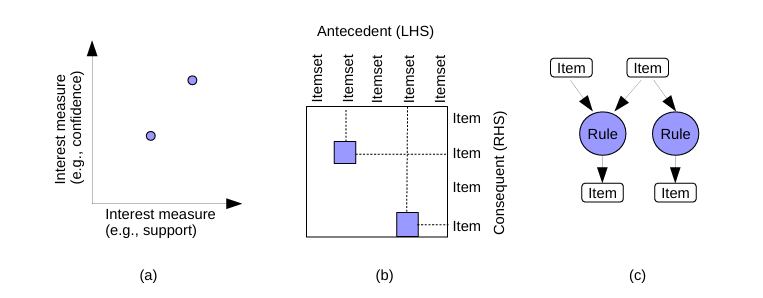 Interest measure
(e.g., confidence)
Interest measure
(e.g., support)
(a)
Antecedent (LHS)
Itemset
Itemset
Itemset
Itemset
Itemset
Item
Item
Item
Item
Consequent (RHS)
(b)
Item
Item
Rule
Rule
Item
Item
(c)